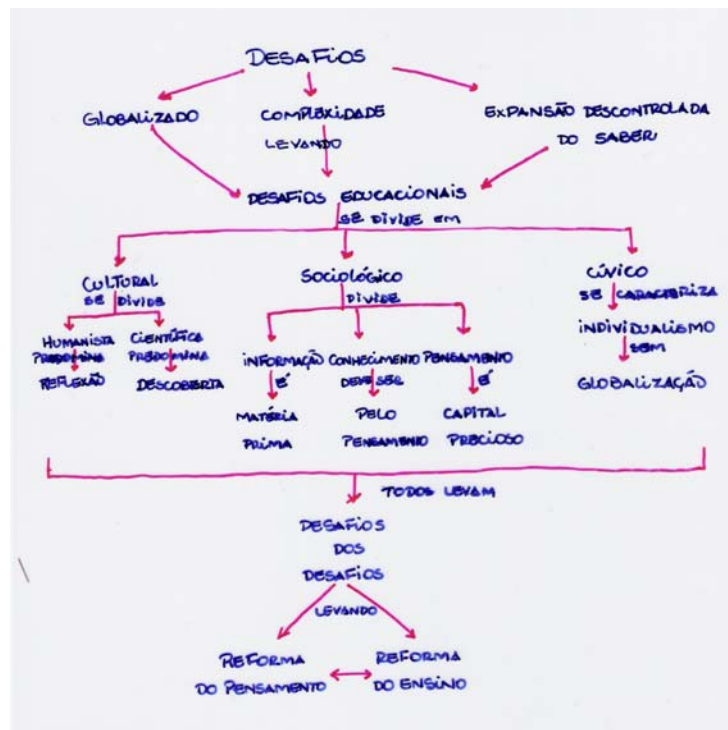 DESAFIOS
GLOBALIZADO
COMPLEXIDADE
EXPANSÃO DESCONTROLADA
LEVANDO
DO SABER
DESAFIOS EDUCACIONAIS
SE DIVIDE EM
CULTURAL
SE DIVIDE
HUMANISTA
PREDOMINA
REFLEXÃO
CIENTÍFICA
PREDOMINA
DESCOBERTA
SOCIOLÓGICO
DIVIDE
INFORMAÇÃO
É
MATÉRIA
PRIMA
CONHECIMENTO
DEVE SER
PELO
PENSAMENTO
PENSAMENTO
É
CAPITAL
PRECIOSO
CÍVICO
SE CARACTERIZA
INDIVIDUALISMO
SEM
GLOBALIZAÇÃO
TODOS LEVAM
DESAFIOS
DOS
DESAFIOS
LEVANDO
REFORMA
DO PENSAMENTO
REFORMA
DO ENSINO